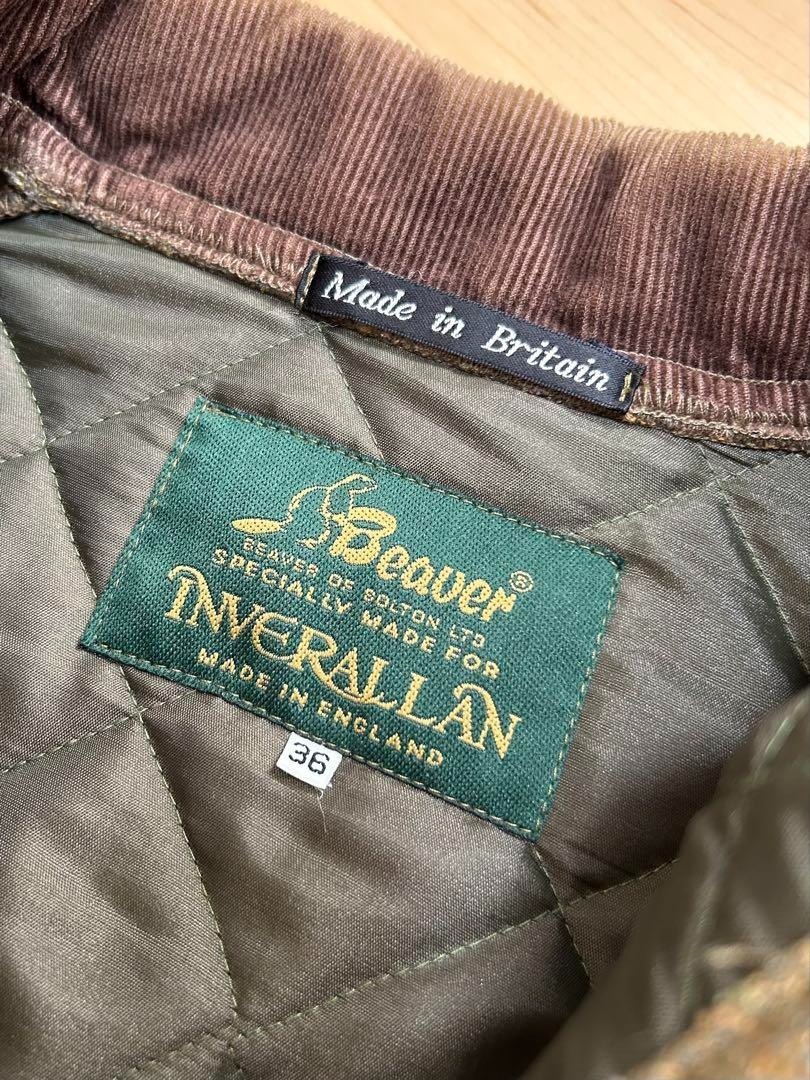 Made in Britain
Beaver®
BEAVER OF BOLTON LTD
SPECIALLY MADE FOR
INVERALLAN
MADE IN ENGLAND
36